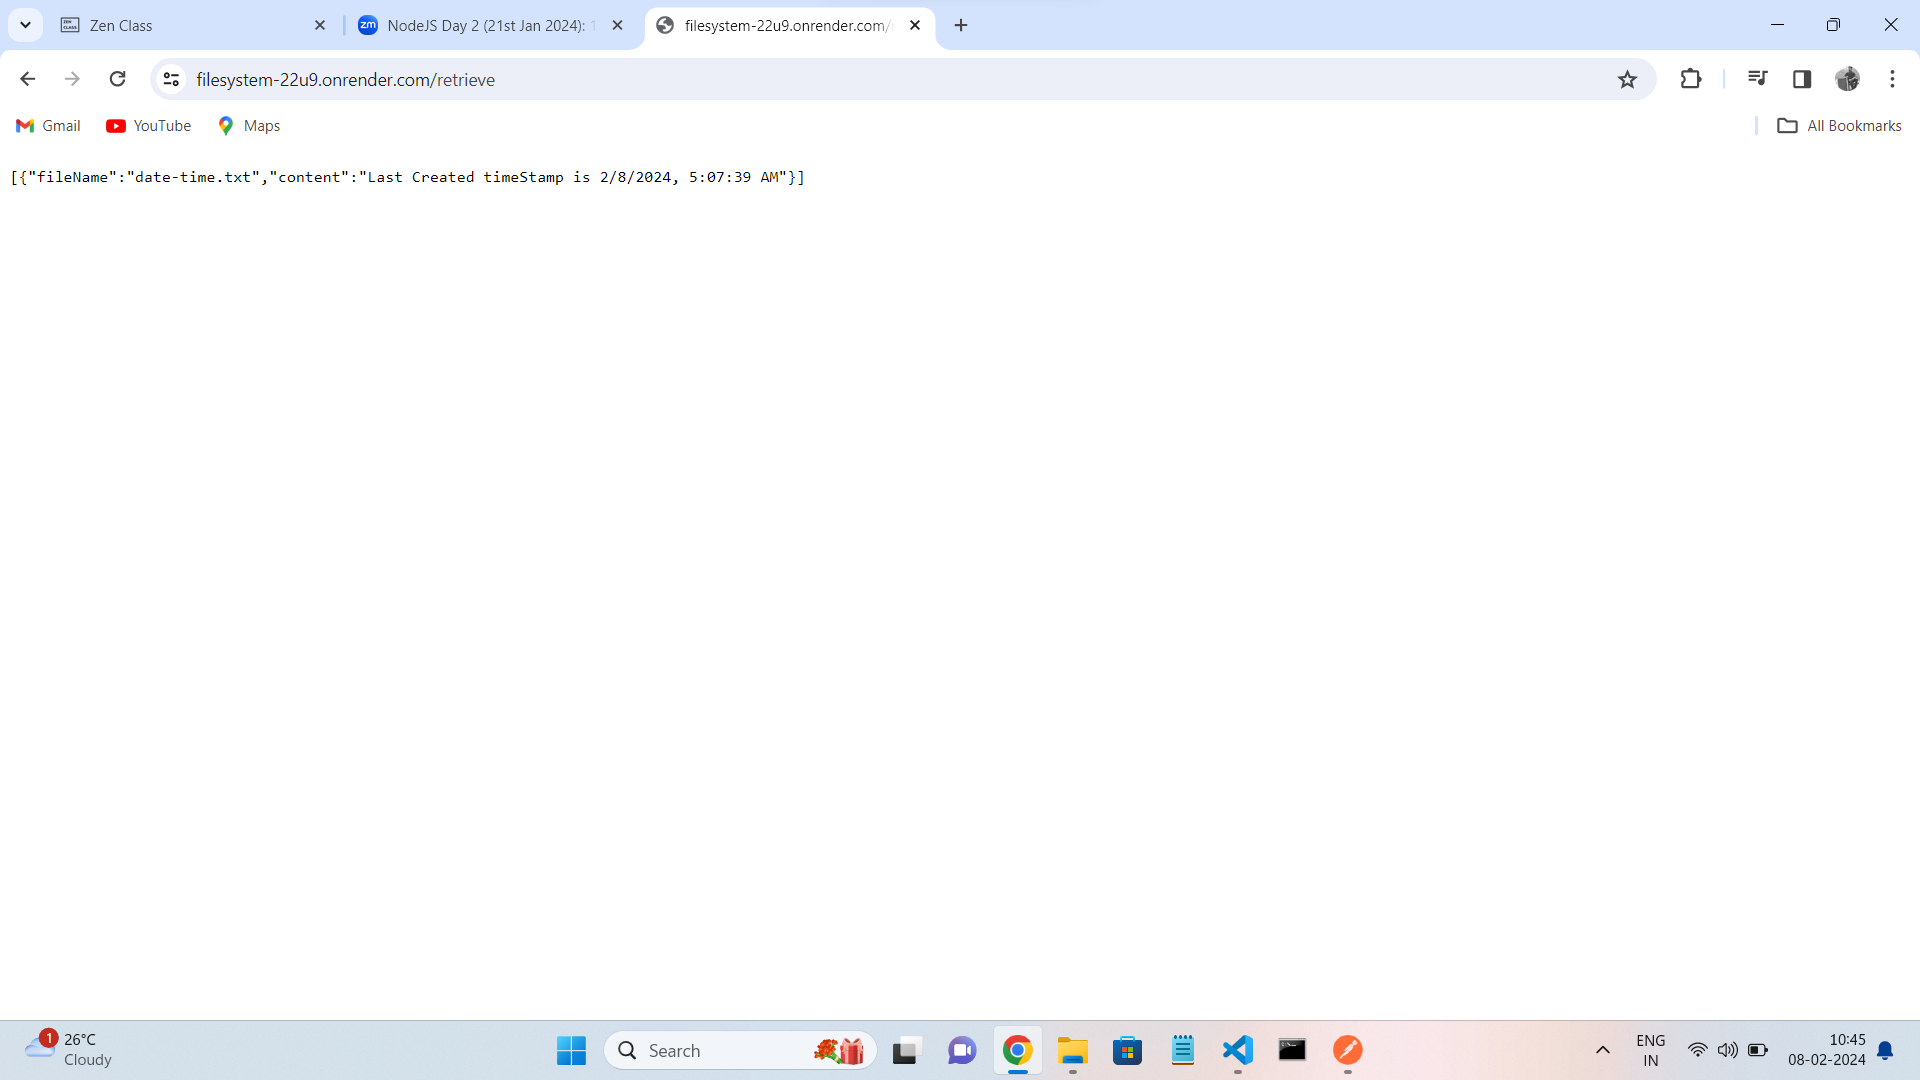 Zen Class
NodeJS Day 2 (21st Jan 2024):
filesystem-22u9.onrender.com/
filesystem-22u9.onrender.com/retrieve
Gmail
YouTube
Maps
All Bookmarks
[{"fileName":"date-time.txt","content":"Last Created timeStamp is 2/8/2024, 5:07:39 AM"}]
1
26°C
Cloudy
Search
ENG
IN
10:45
08-02-2024